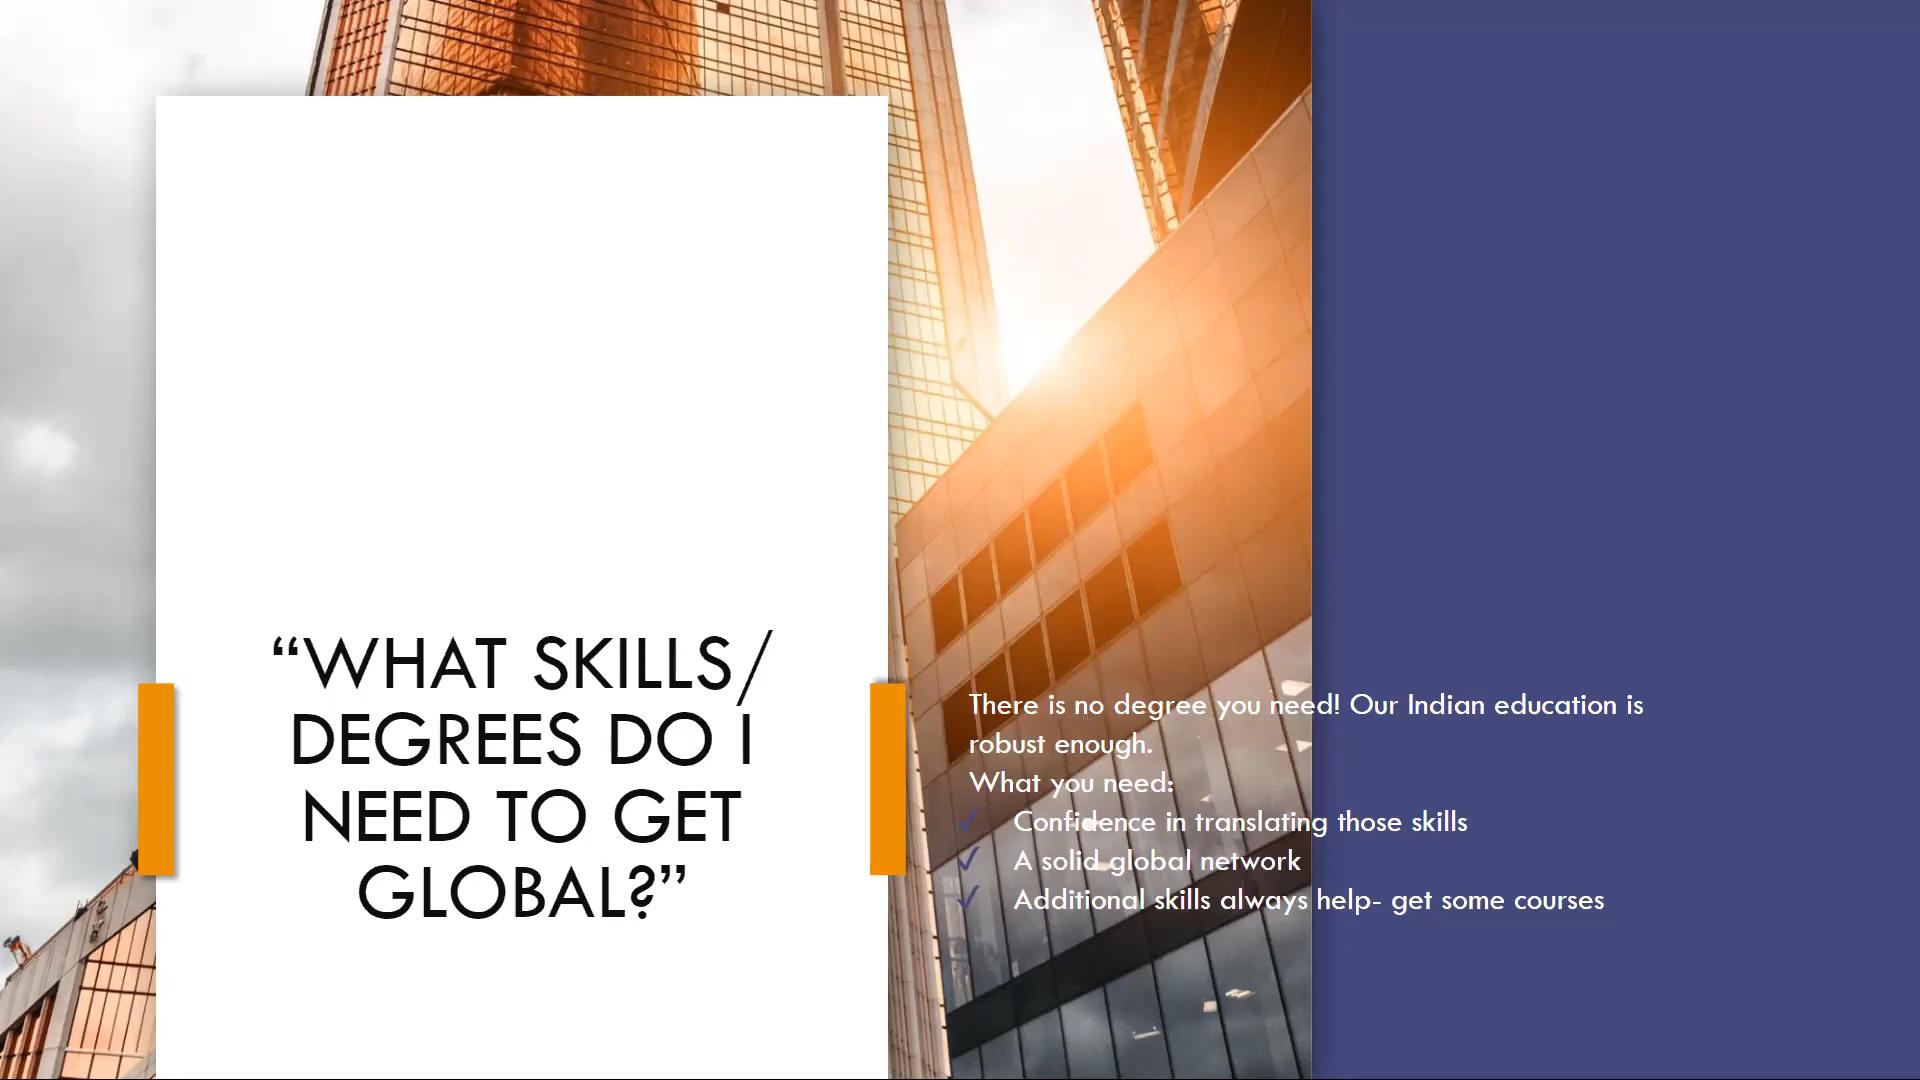 “WHAT SKILLS/
DEGREES DO I
NEED TO GET
GLOBAL?”
There is no degree you need! Our Indian education is
robust enough.
What you need:
✓ Confidence in translating those skills
✓ A solid global network
✓ Additional skills always help- get some courses